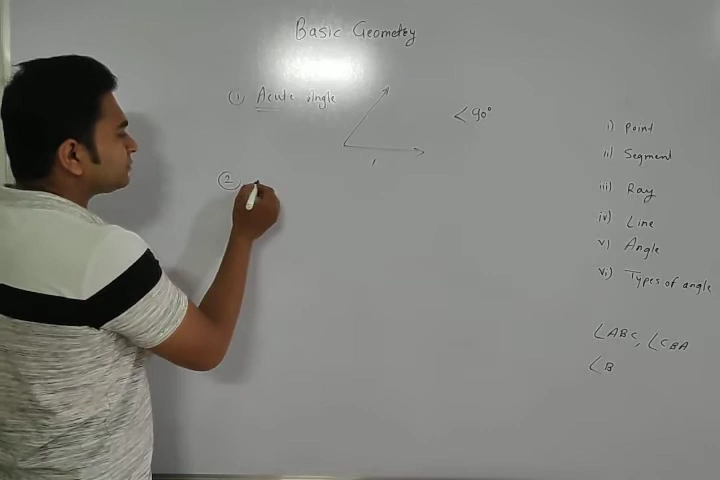 Basic Geometry
① Acute Angle <90°
②
i) Point
ii) Segment
iii) Ray
iv) Line
v) Angle
vi) Types of angle
∠ABC, ∠CBA
∠B